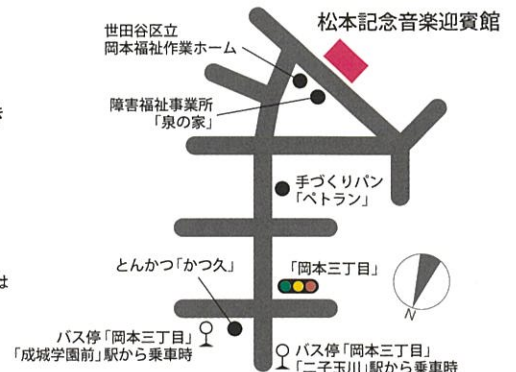 松本記念音楽迎賓館
世田谷区立
岡本福祉作業ホーム
障害福祉事業所
「泉の家」
手づくりパン
「ペトラン」
とんかつ「かつ久」
「岡本三丁目」
は
N
バス停「岡本三丁目」
「成城学園前」駅から乗車時
バス停「岡本三丁目」
「二子玉川」駅から乗車時